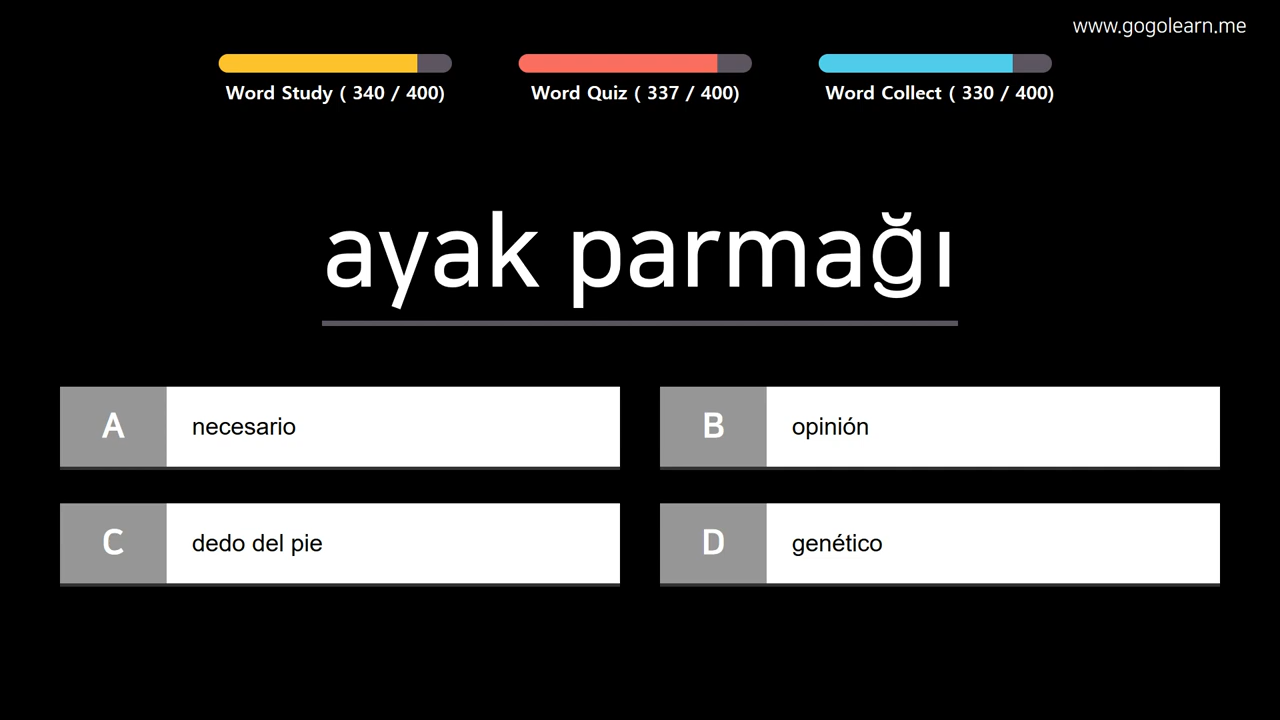 www.gogolearn.me
Word Study ( 340 / 400)
Word Quiz ( 337 / 400)
Word Collect ( 330 / 400)
ayak parmağı
A necesario
B opinión
C dedo del pie
D genético